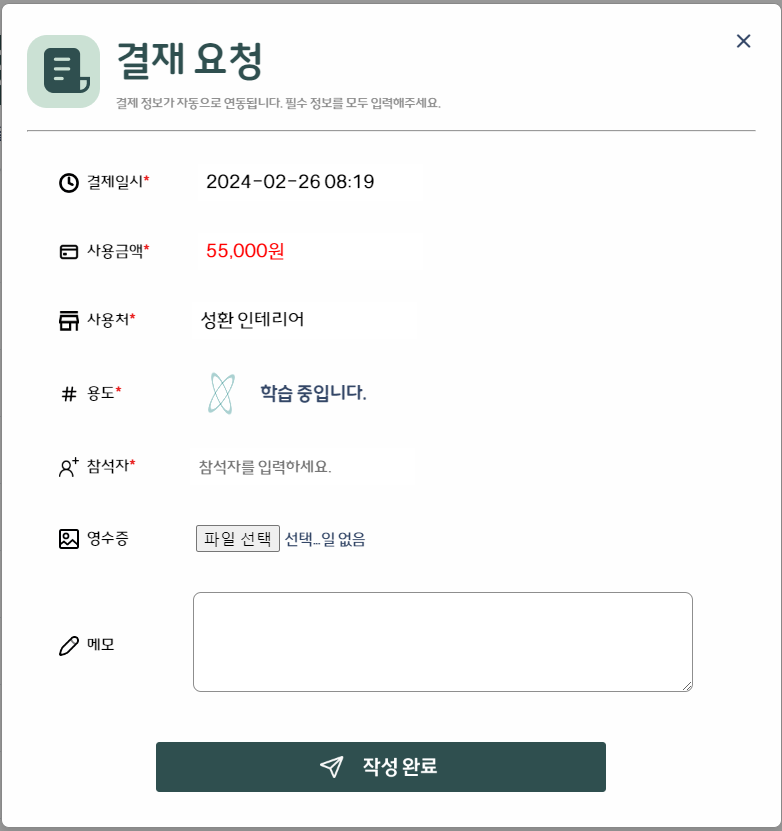 결재 요청
결제 정보가 자동으로 연동됩니다. 필수 정보를 모두 입력해주세요.
결제일시* 2024-02-26 08:19
사용금액* 55,000원
사용처* 성환 인테리어
# 용도* 학습 중입니다.
참석자* 참석자를 입력하세요.
영수증 파일 선택 선택...일 없음
메모
작성 완료